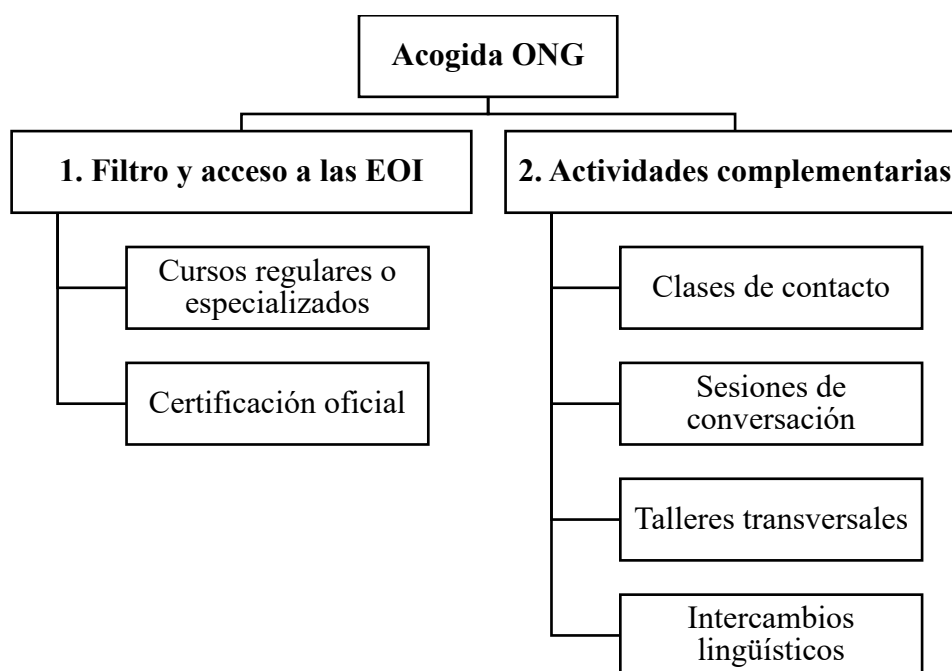 Acogida ONG
1. Filtro y acceso a las EOI
Cursos regulares o
especializados
Certificación oficial
2. Actividades complementarias
Clases de contacto
Sesiones de
conversación
Talleres transversales
Intercambios
lingüísticos